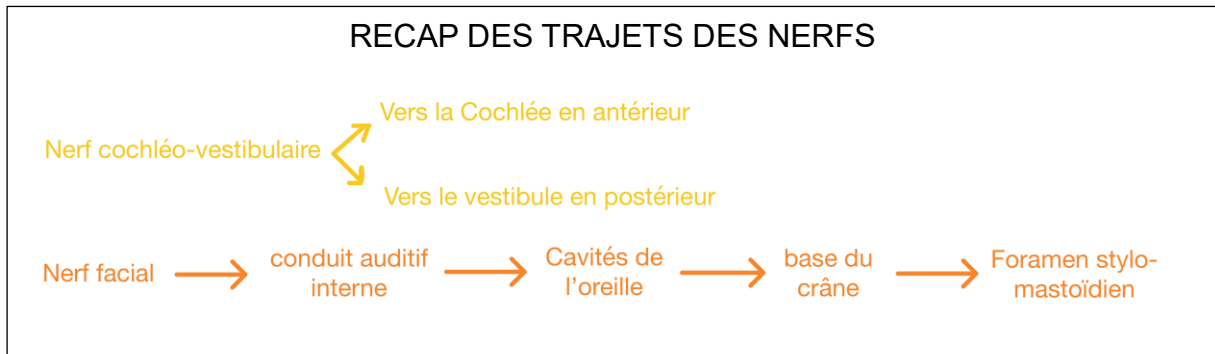 RECAP DES TRAJETS DES NERFS
Vers la Cochlée en antérieur
Nerf cochléo-vestibulaire
Vers le vestibule en postérieur
Nerf facial
conduit auditif
interne
Cavités de
l'oreille
base du
crâne
Foramen stylo-
mastoïdien